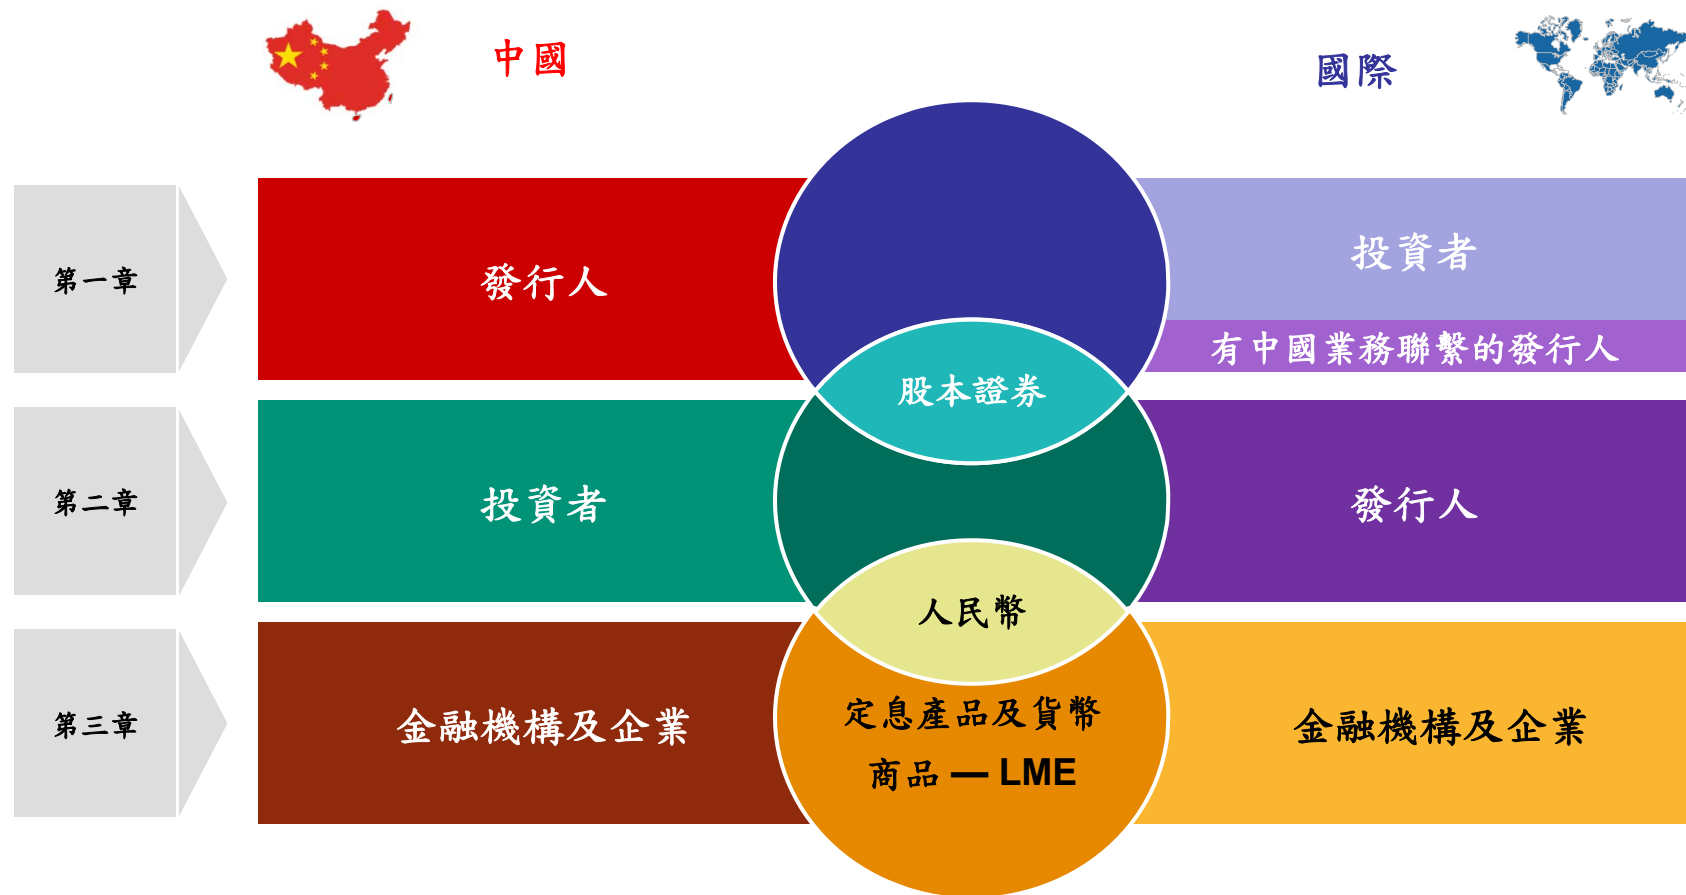 中國
國際
第一章
發行人
投資者
有中國業務聯繫的發行人
股本證券
第二章
投資者
發行人
人民幣
第三章
金融機構及企業
定息產品及貨幣
商品 — LME
金融機構及企業